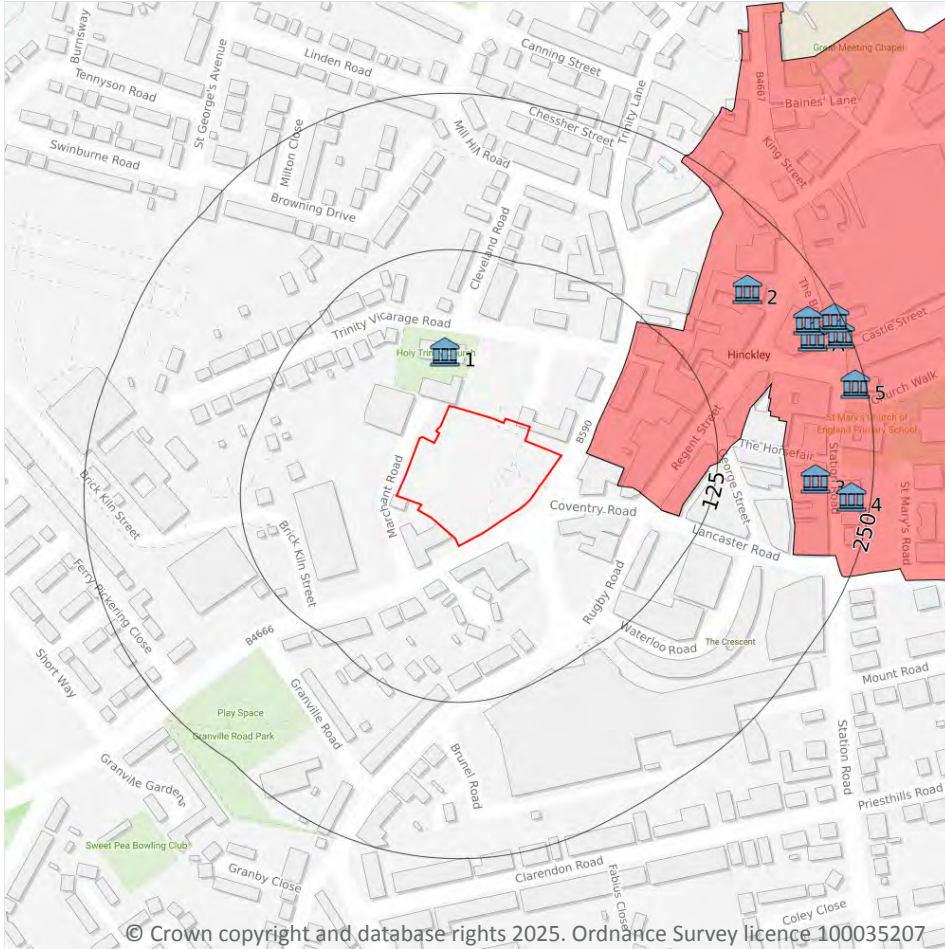 Burnsway
Tennyson Road
St George's Avenue
Linden Road
Canning Street
Trinity Lane
Chessher Street
Mill Hill Road
Swinburne Road
Milton Close
Browning Drive
Great Meeting Chapel
B4667
Baines' Lane
King Street
Cleveland Road
Trinity Vicarage Road
Holy Trinity Church
1
2
Castle Street
Hinckley
5
Church Walk
St Mary's Church of
England Primary School
B590
Regent Street
The Horsefair
George Street
Station Road
3
4
St Mary's Road
125
250
Marchant Road
Coventry Road
Lancaster Road
Brick Kiln Street
Brick Kiln Street
Ferry Pickering Close
Rugby Road
Waterloo Road
The Crescent
B4666
Short Way
Play Space
Granville Road Park
Granville Road
Mount Road
Station Road
Granville Gardens
Brunel Road
Priesthills Road
Sweet Pea Bowling Club
Granby Close
Clarendon Road
Fabius Close
Coley Close
© Crown copyright and database rights 2025. Ordnance Survey licence 100035207